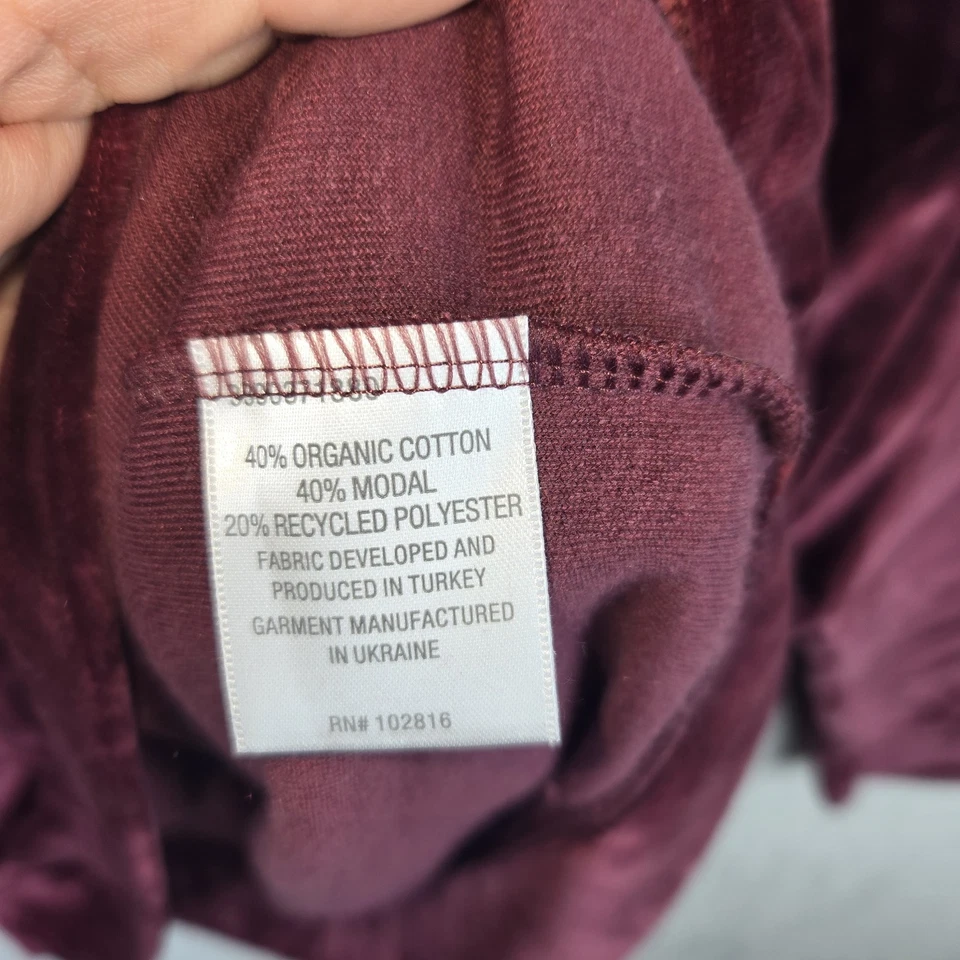 40% ORGANIC COTTON
40% MODAL
20% RECYCLED POLYESTER
FABRIC DEVELOPED AND
PRODUCED IN TURKEY
GARMENT MANUFACTURED
IN UKRAINE
RN# 102816